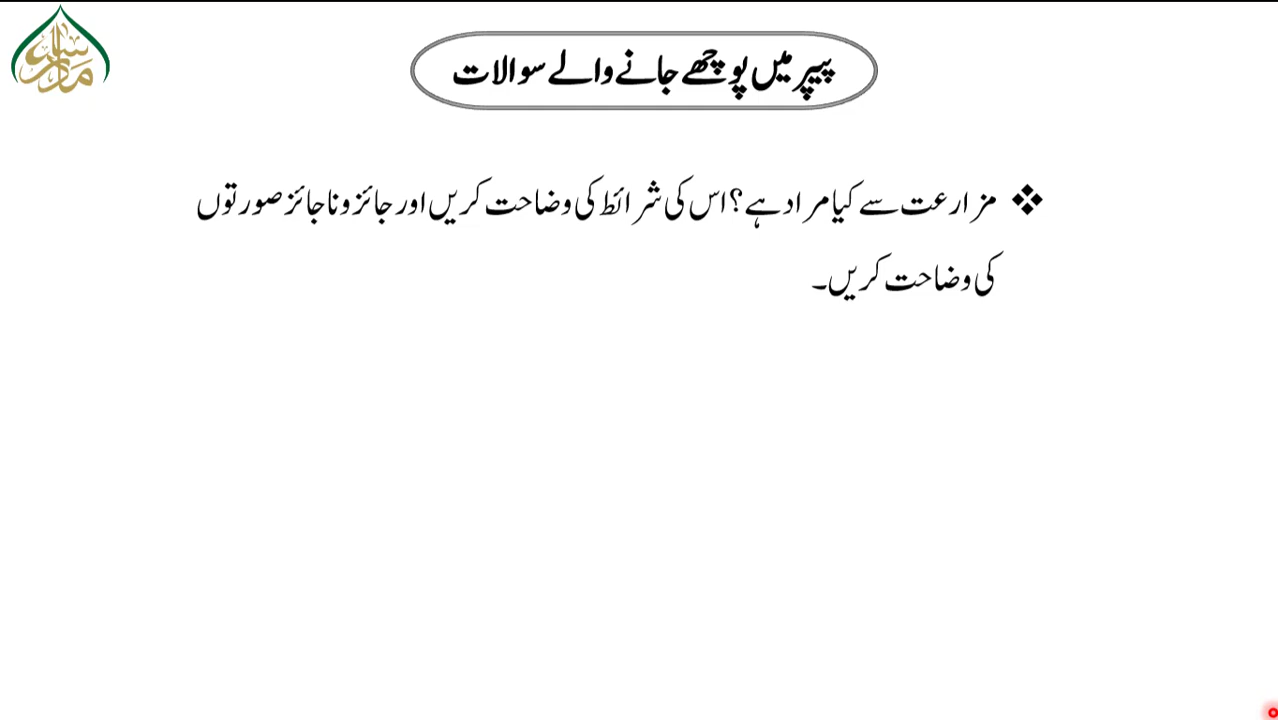 پیپر میں پوچھے جانے والے سوالات
❖ مزارعت سے کیا مراد ہے؟ اس کی شرائط کی وضاحت کریں اور جائز و ناجائز صورتوں
کی وضاحت کریں۔